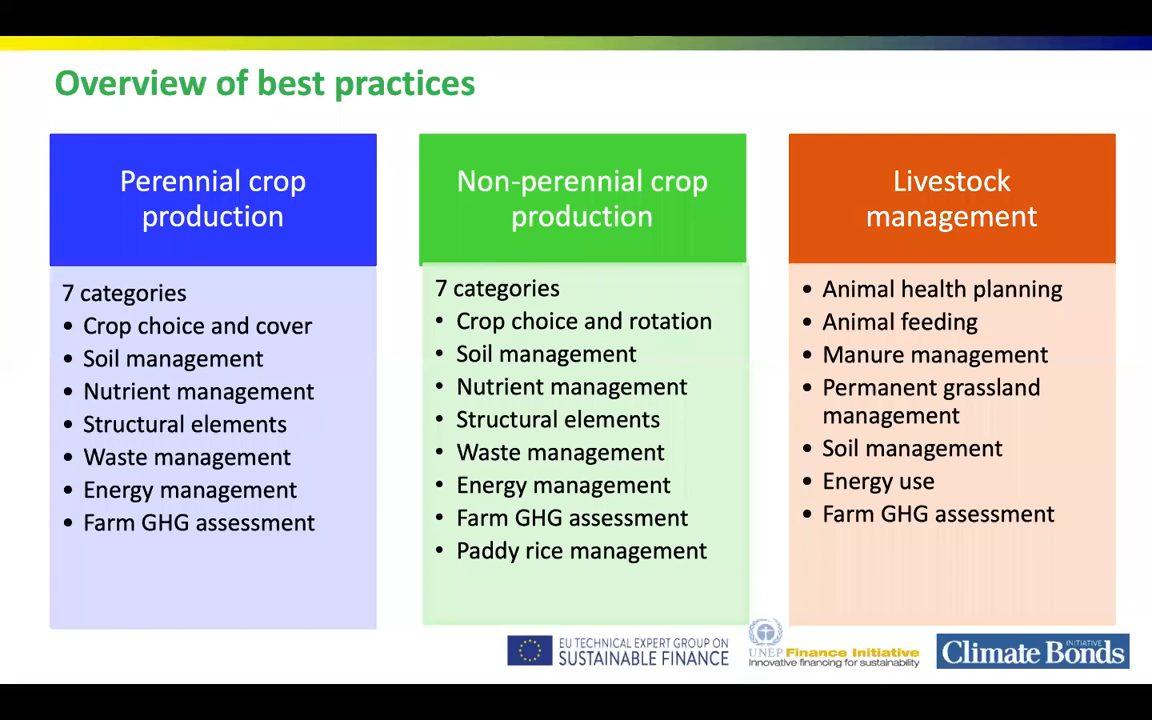 Overview of best practices
Perennial crop
production
7 categories
• Crop choice and cover
• Soil management
• Nutrient management
• Structural elements
• Waste management
• Energy management
• Farm GHG assessment
Non-perennial crop
production
7 categories
• Crop choice and rotation
• Soil management
• Nutrient management
• Structural elements
• Waste management
• Energy management
• Farm GHG assessment
• Paddy rice management
Livestock
management
• Animal health planning
• Animal feeding
• Manure management
• Permanent grassland
management
• Soil management
• Energy use
• Farm GHG assessment
EU TECHNICAL EXPERT GROUP ON
SUSTAINABLE FINANCE
UNEP Finance Initiative
Innovative financing for sustainability
INITIATIVE
Climate Bonds